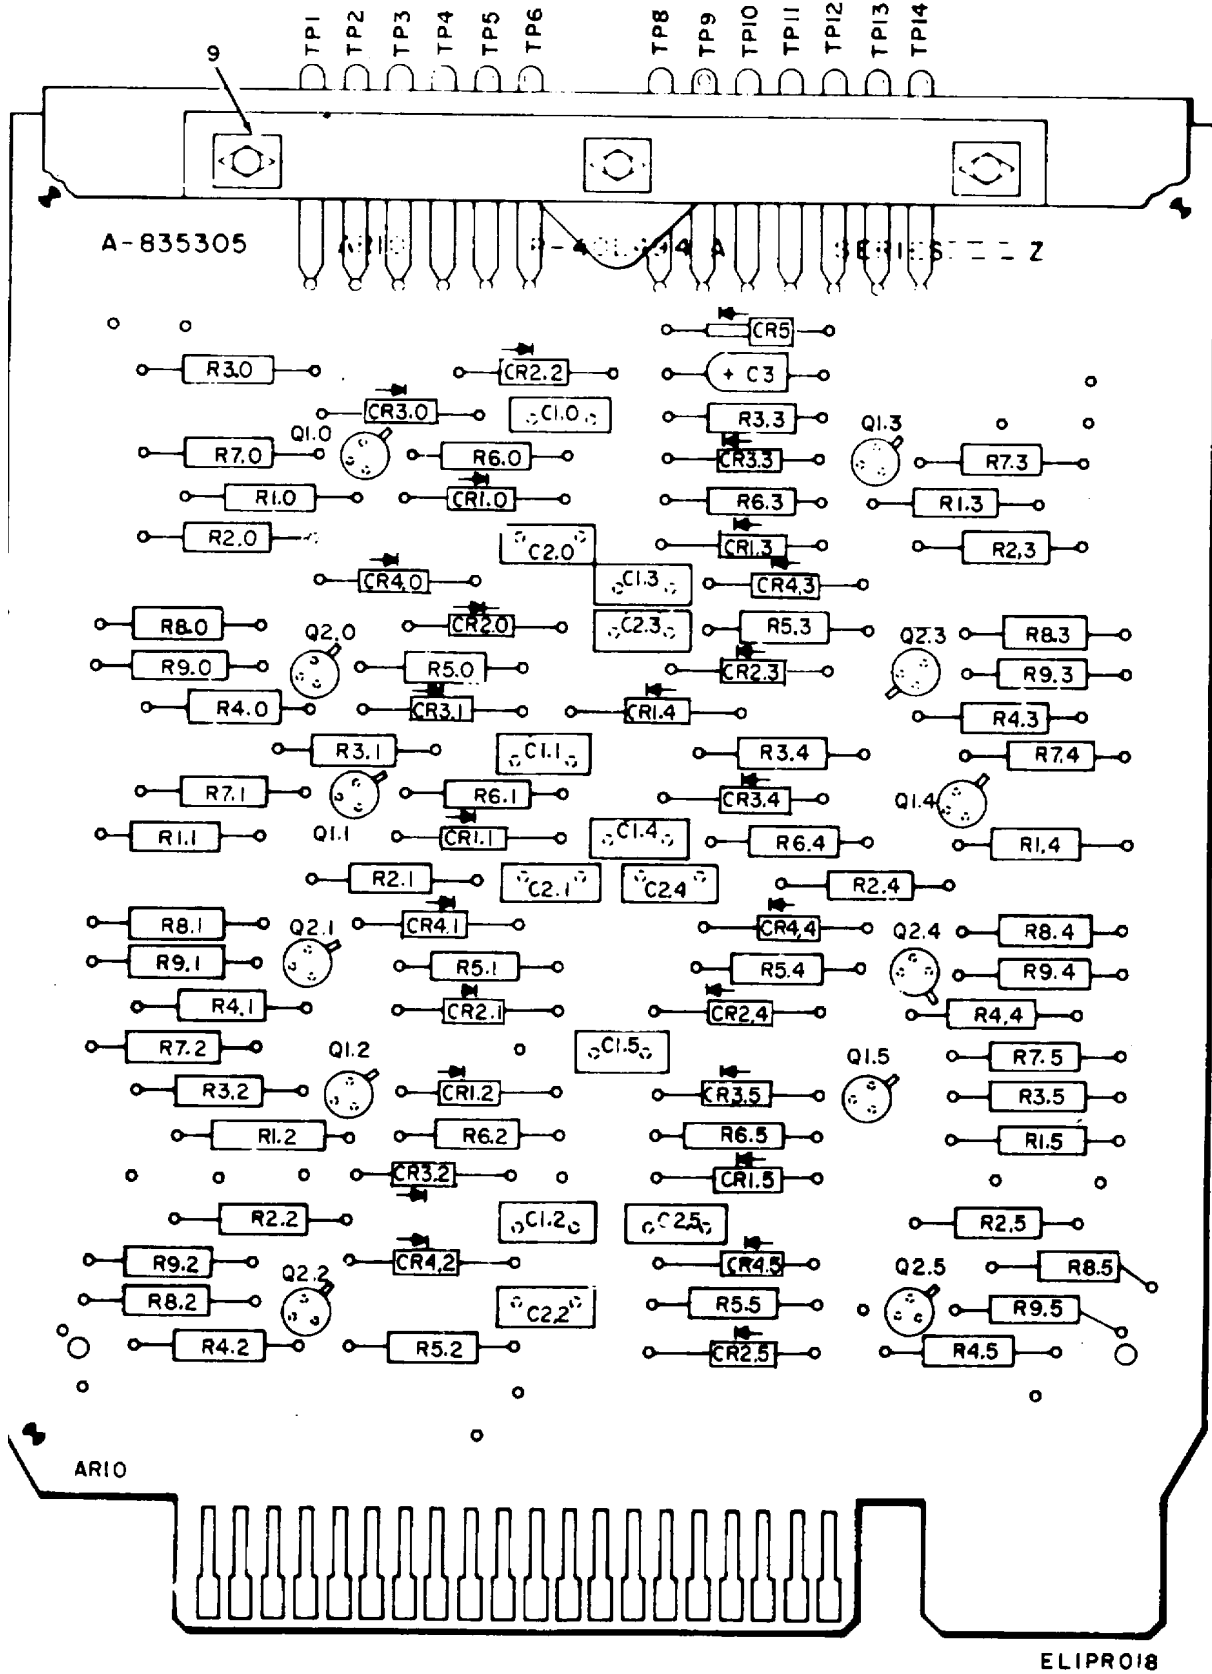 TP1 TP2 TP3 TP4 TP5 TP6 TP8 TP9 TP10 TP11 TP12 TP13 TP14
9
A-835305 Z
CR5
R3.0 CR2.2 + C3
CR3.0 C1.0 R3.3
Q1.0 Q1.3
R7.0 R6.0 CR3.3 R7.3
R1.0 CR1.0 R6.3 R1.3
R2.0 C2.0 CR1.3 R2.3
CR4.0 C1.3 CR4.3
R8.0 Q2.0 CR2.0 C2.3 R5.3 Q2.3 R8.3
R9.0 R5.0 CR2.3 R9.3
R4.0 CR3.1 CR1.4 R4.3
R3.1 C1.1 R3.4 R7.4
R7.1 R6.1 CR3.4 Q1.4
R1.1 Q1.1 CR1.1 C1.4 R6.4 R1.4
R2.1 C2.1 C2.4 R2.4
R8.1 Q2.1 CR4.1 CR4.4 Q2.4 R8.4
R9.1 R5.1 R5.4 R9.4
R4.1 CR2.1 CR2.4 R4.4
R7.2 Q1.2 C1.5 Q1.5 R7.5
R3.2 CR1.2 CR3.5 R3.5
R1.2 R6.2 R6.5 R1.5
CR3.2 CR1.5
R2.2 C1.2 C2.5 R2.5
R9.2 Q2.2 CR4.2 CR4.5 Q2.5 R8.5
R8.2 C2.2 R5.5 R9.5
R4.2 R5.2 CR2.5 R4.5
AR10
ELIPRO18